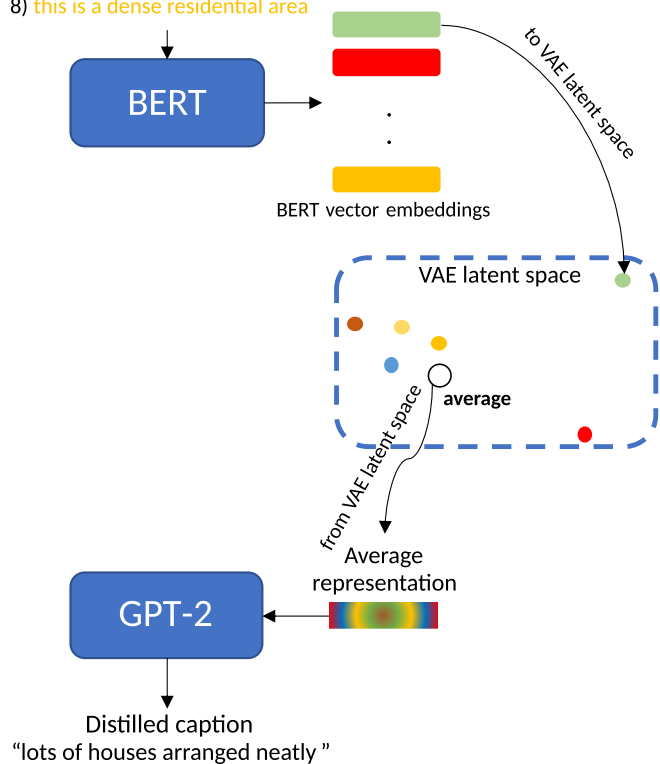 8) this is a dense residential area
BERT
to VAE latent space
.
.
BERT vector embeddings
VAE latent space
average
from VAE latent space
Average
representation
GPT-2
Distilled caption
“lots of houses arranged neatly ”